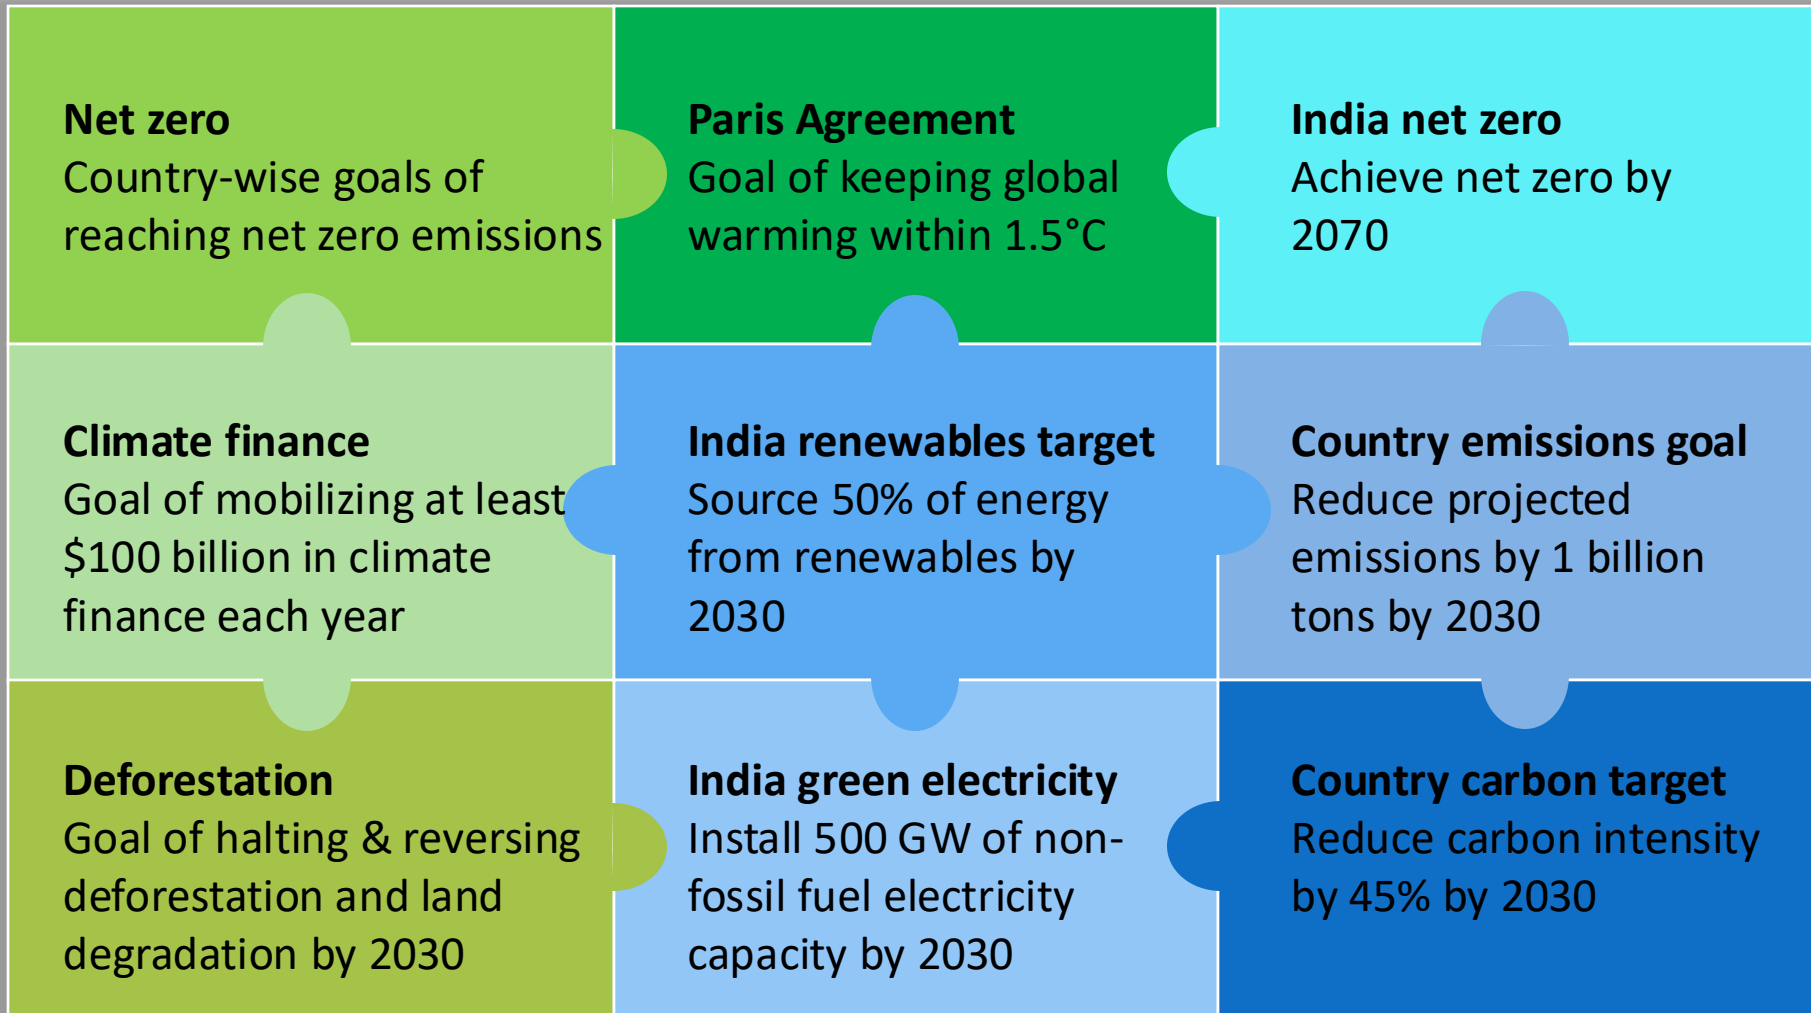 Net zero
Country-wise goals of
reaching net zero emissions
Paris Agreement
Goal of keeping global
warming within 1.5°C
India net zero
Achieve net zero by
2070
Climate finance
Goal of mobilizing at least
$100 billion in climate
finance each year
India renewables target
Source 50% of energy
from renewables by
2030
Country emissions goal
Reduce projected
emissions by 1 billion
tons by 2030
Deforestation
Goal of halting & reversing
deforestation and land
degradation by 2030
India green electricity
Install 500 GW of non-
fossil fuel electricity
capacity by 2030
Country carbon target
Reduce carbon intensity
by 45% by 2030